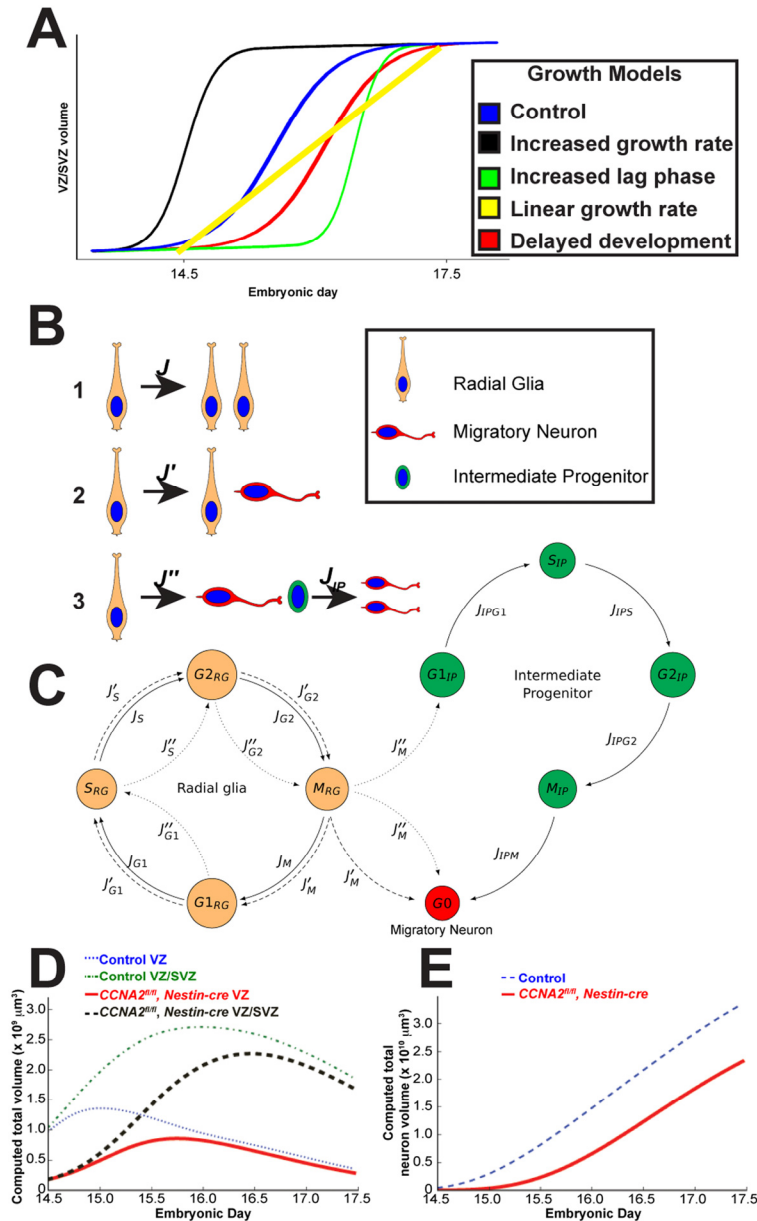 A
VZ/SVZ volume
14.5
17.5
Embryonic day
Growth Models
Control
Increased growth rate
Increased lag phase
Linear growth rate
Delayed development
B
1
J
2
J'
3
J''
J_IP
Radial Glia
Migratory Neuron
Intermediate Progenitor
C
G2_RG
J'_S
J_S
J''_S
J'_G2
J_G2
J''_G2
S_RG
Radial glia
M_RG
J''_G1
J_G1
J'_G1
J_M
J'_M
G1_RG
J''_M
J''_M
J'_M
G0
Migratory Neuron
S_IP
J_IPG1
J_IPS
G1_IP
Intermediate
Progenitor
G2_IP
J_IPG2
M_IP
J_IPM
D
Control VZ
Control VZ/SVZ
CCNA2^fl/fl, Nestin-cre VZ
CCNA2^fl/fl, Nestin-cre VZ/SVZ
Computed total volume (x 10^9 μm^3)
3.0
2.5
2.0
1.5
1.0
0.5
0
14.5 15.0 15.5 16.0 16.5 17.0 17.5
Embryonic Day
E
Control
CCNA2^fl/fl, Nestin-cre
Computed total
neuron volume (x 10^10 μm^3)
3.0
2.5
2.0
1.5
1.0
0.5
0
14.5 15.0 15.5 16.0 16.5 17.0 17.5
Embryonic Day